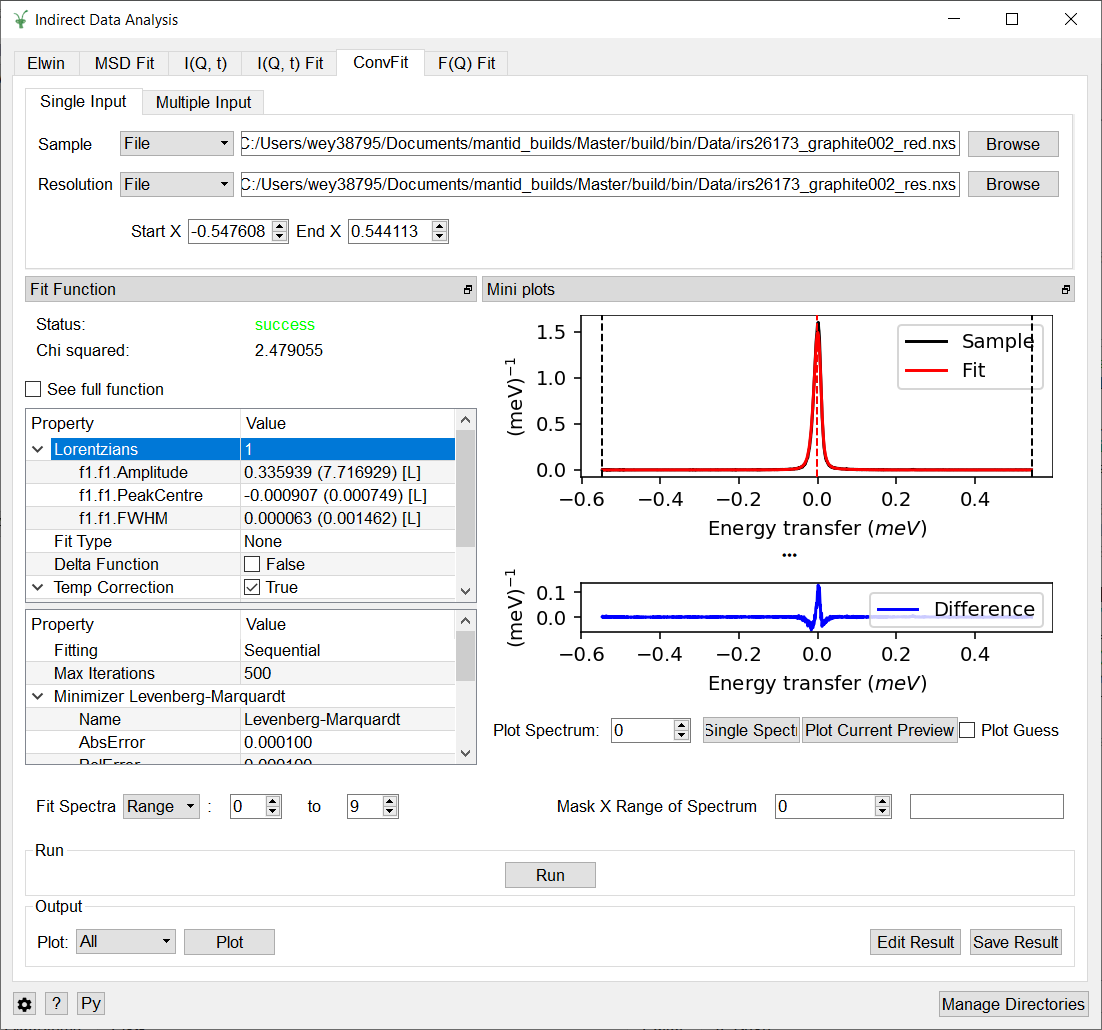 Indirect Data Analysis
Elwin MSD Fit I(Q, t) I(Q, t) Fit ConvFit F(Q) Fit
Single Input Multiple Input
Sample File C:/Users/wey38795/Documents/mantid_builds/Master/build/bin/Data/irs26173_graphite002_red.nxs Browse
Resolution File C:/Users/wey38795/Documents/mantid_builds/Master/build/bin/Data/irs26173_graphite002_res.nxs Browse
Start X -0.547608 End X 0.544113
Fit Function
Status: success
Chi squared: 2.479055
See full function
Property Value
Lorentzians 1
f1.f1.Amplitude 0.335939 (7.716929) [L]
f1.f1.PeakCentre -0.000907 (0.000749) [L]
f1.f1.FWHM 0.000063 (0.001462) [L]
Fit Type None
Delta Function False
Temp Correction True
Property Value
Fitting Sequential
Max Iterations 500
Minimizer Levenberg-Marquardt
Name Levenberg-Marquardt
AbsError 0.000100
RelError 0.000100
Mini plots
(meV)⁻¹
1.5
1.0
0.5
0.0
Sample
Fit
−0.6 −0.4 −0.2 0.0 0.2 0.4
Energy transfer (meV)
...
(meV)⁻¹
0.1
0.0
Difference
−0.6 −0.4 −0.2 0.0 0.2 0.4
Energy transfer (meV)
Plot Spectrum: 0 Single Spectr Plot Current Preview Plot Guess
Fit Spectra Range : 0 to 9 Mask X Range of Spectrum 0
Run
Run
Output
Plot: All Plot Edit Result Save Result
? Py Manage Directories